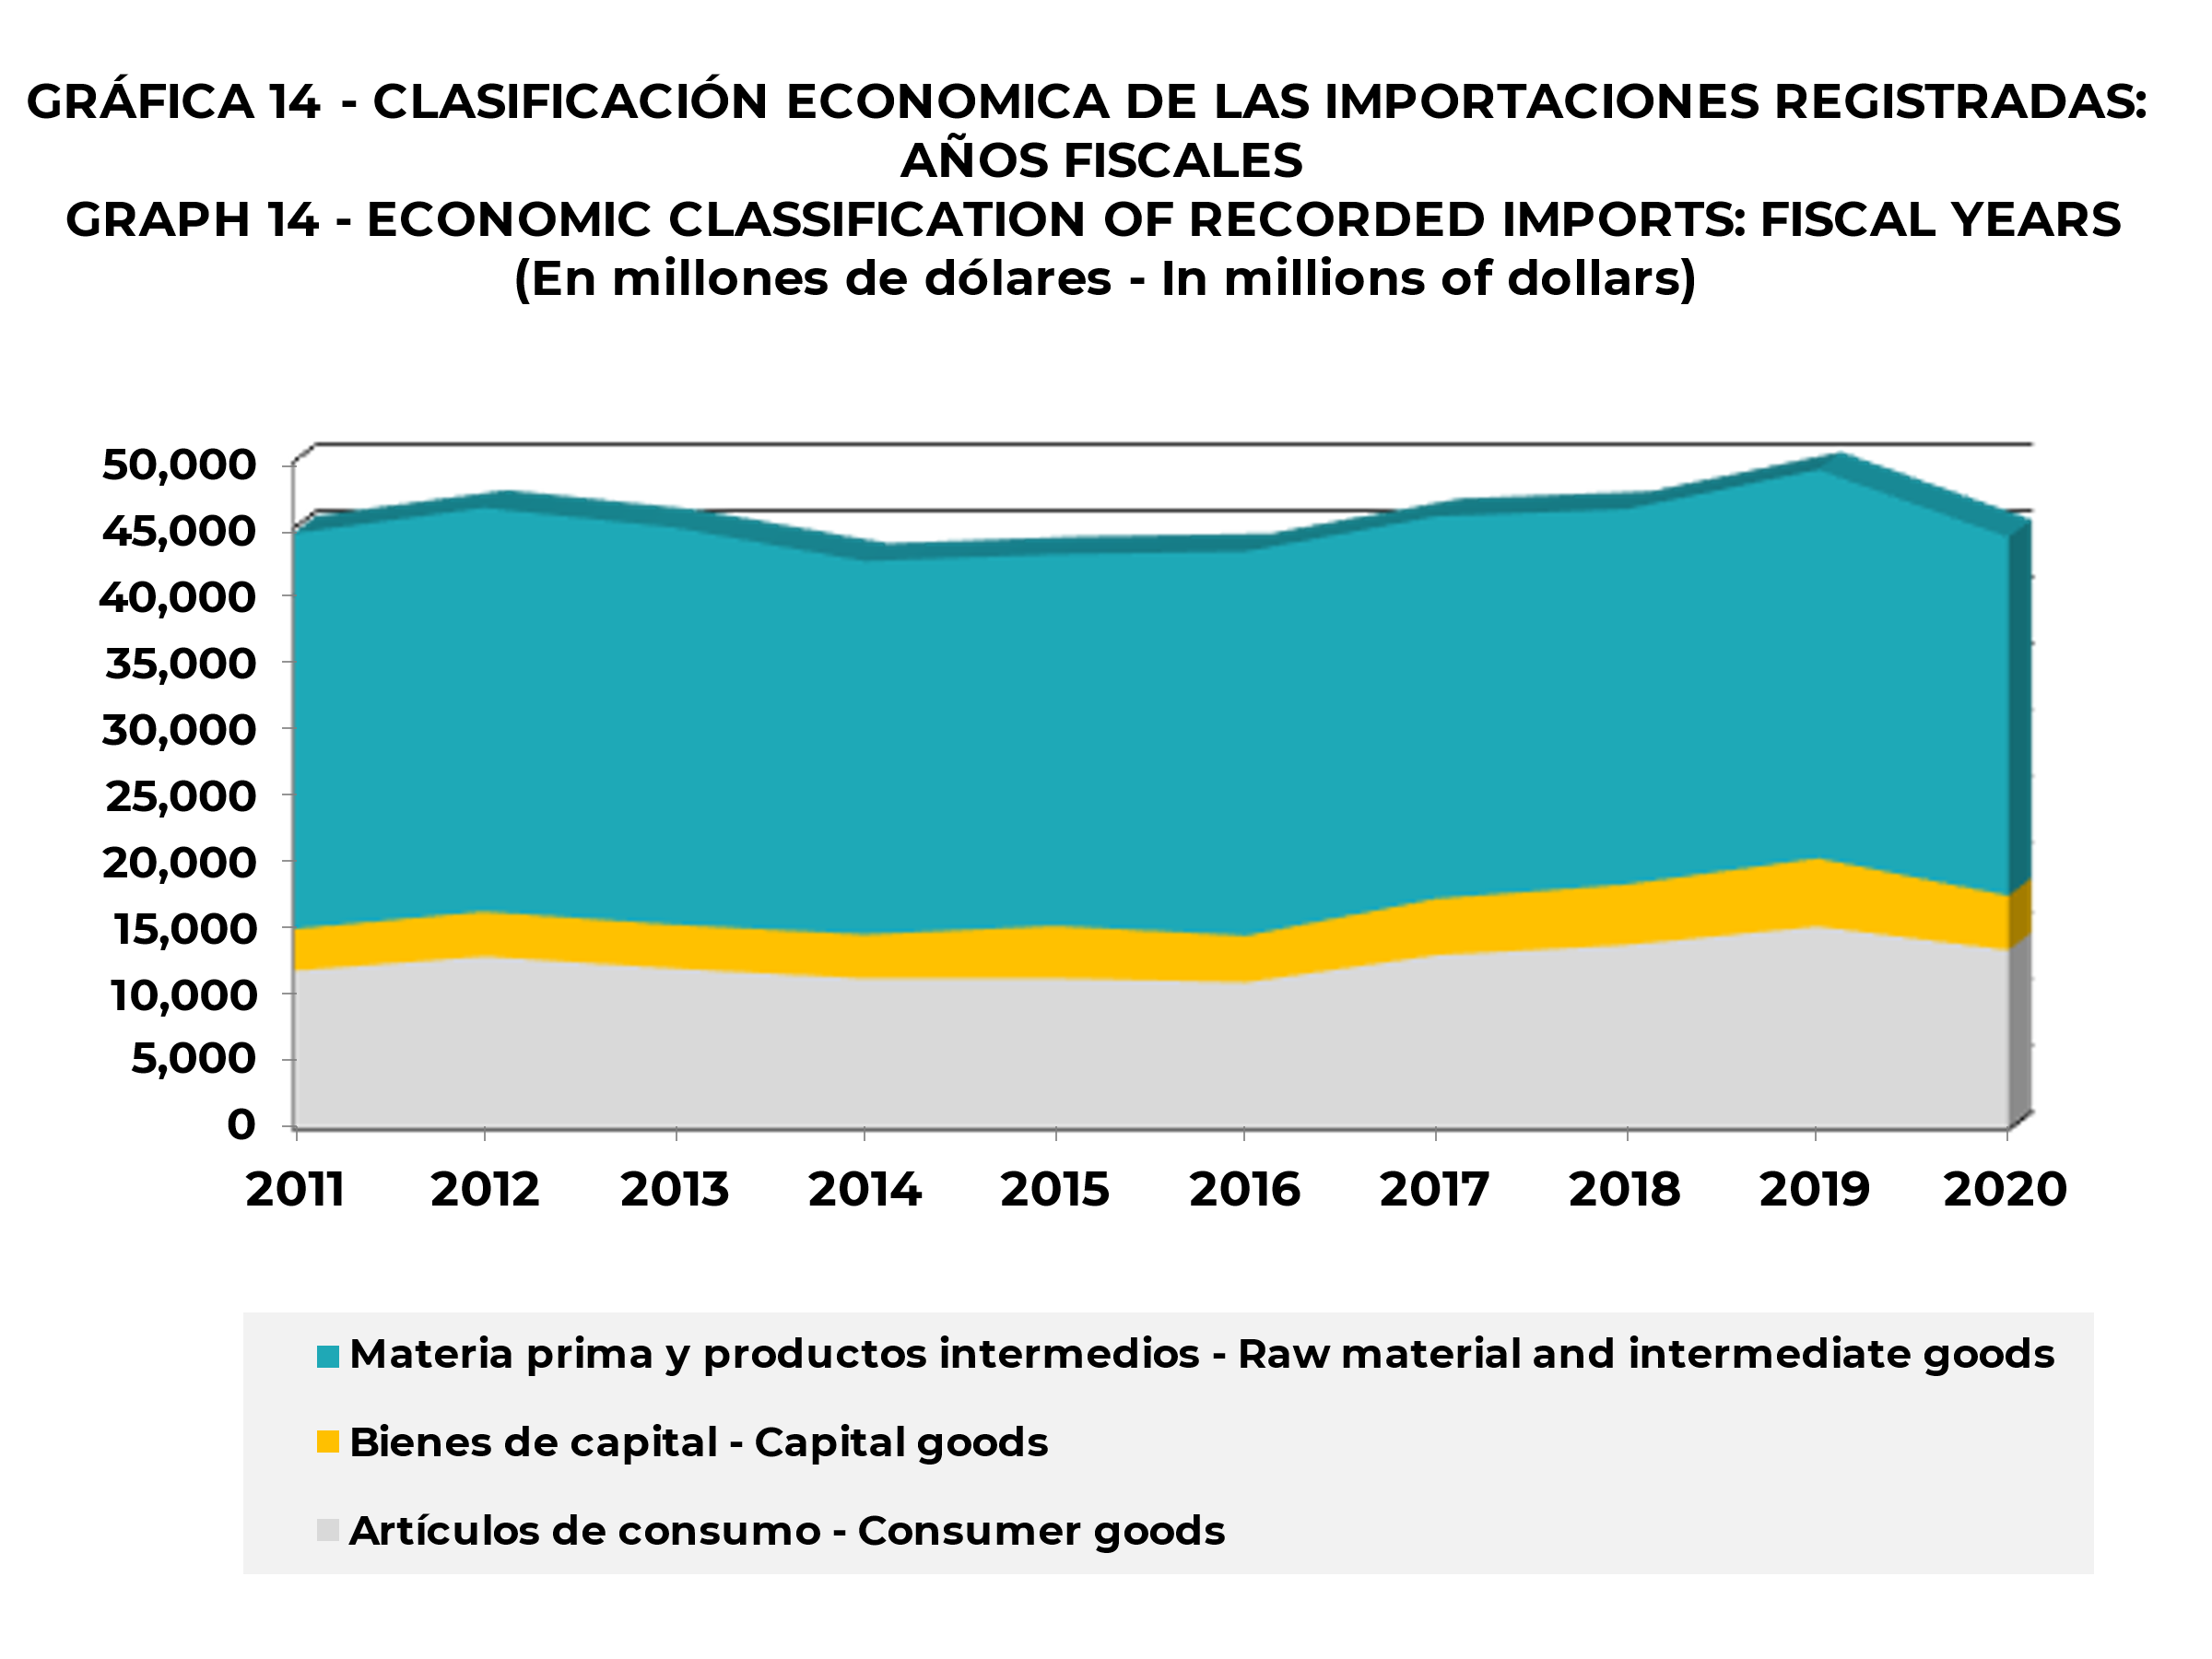 GRÁFICA 14 - CLASIFICACIÓN ECONOMICA DE LAS IMPORTACIONES REGISTRADAS:
AÑOS FISCALES
GRAPH 14 - ECONOMIC CLASSIFICATION OF RECORDED IMPORTS: FISCAL YEARS
(En millones de dólares - In millions of dollars)
50,000
45,000
40,000
35,000
30,000
25,000
20,000
15,000
10,000
5,000
0
2011 2012 2013 2014 2015 2016 2017 2018 2019 2020
Materia prima y productos intermedios - Raw material and intermediate goods
Bienes de capital - Capital goods
Artículos de consumo - Consumer goods